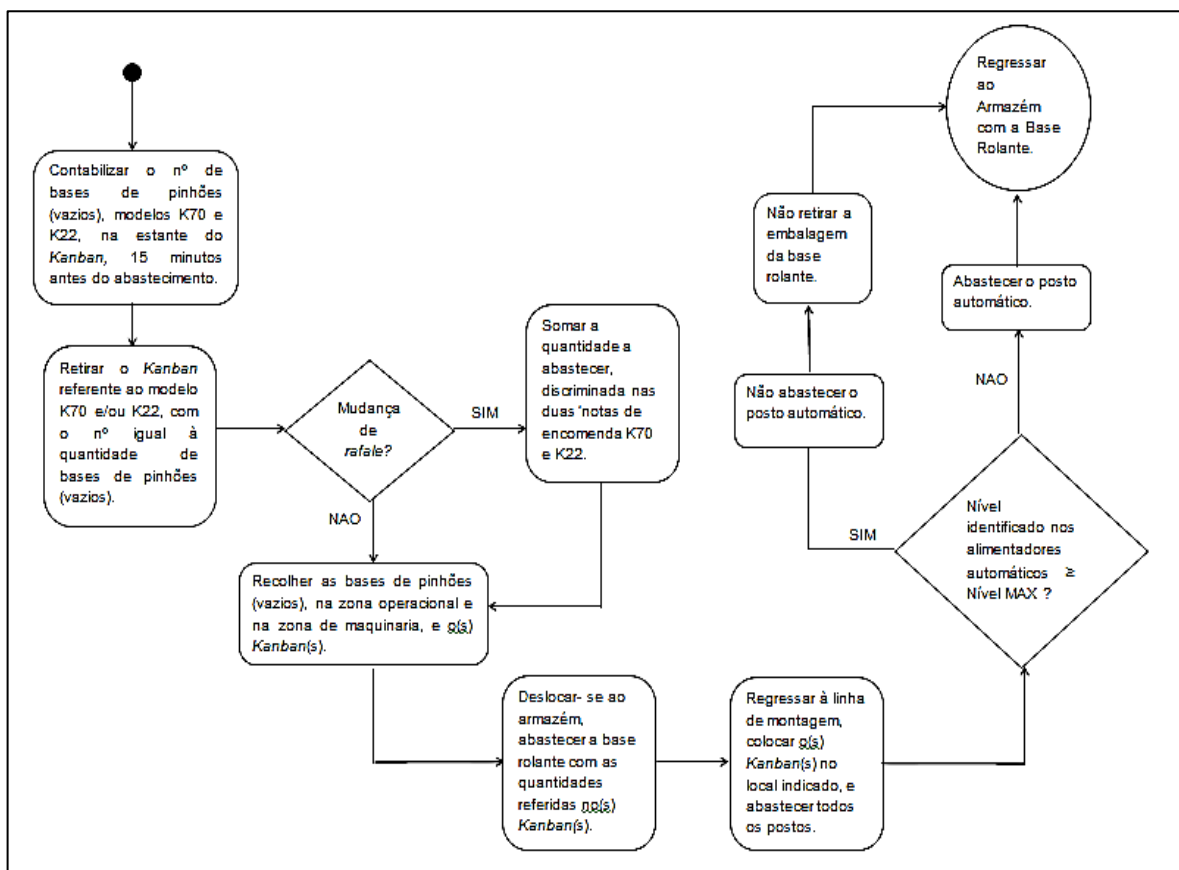 Contabilizar o nº de
bases de pinhões
(vazios), modelos K70 e
K22, na estante do
Kanban, 15 minutos
antes do abastecimento.
Retirar o Kanban
referente ao modelo
K70 e/ou K22, com
o nº igual à
quantidade de
bases de pinhões
(vazios).
Mudança
de
rafale?
SIM
Somar a
quantidade a
abastecer,
discriminada nas
duas 'notas de
encomenda K70
e K22.
NAO
Recolher as bases de pinhões
(vazios), na zona operacional e
na zona de maquinaria, e o(s)
Kanban(s).
Deslocar- se ao
armazém,
abastecer a base
rolante com as
quantidades
referidas no(s)
Kanban(s).
Regressar à linha
de montagem,
colocar o(s)
Kanban(s) no
local indicado, e
abastecer todos
os postos.
Nível
identificado nos
alimentadores
automáticos ≥
Nível MAX ?
SIM
Não abastecer o
posto automático.
Não retirar a
embalagem
da base
rolante.
NAO
Abastecer o posto
automático.
Regressar
ao
Armazém
com a Base
Rolante.